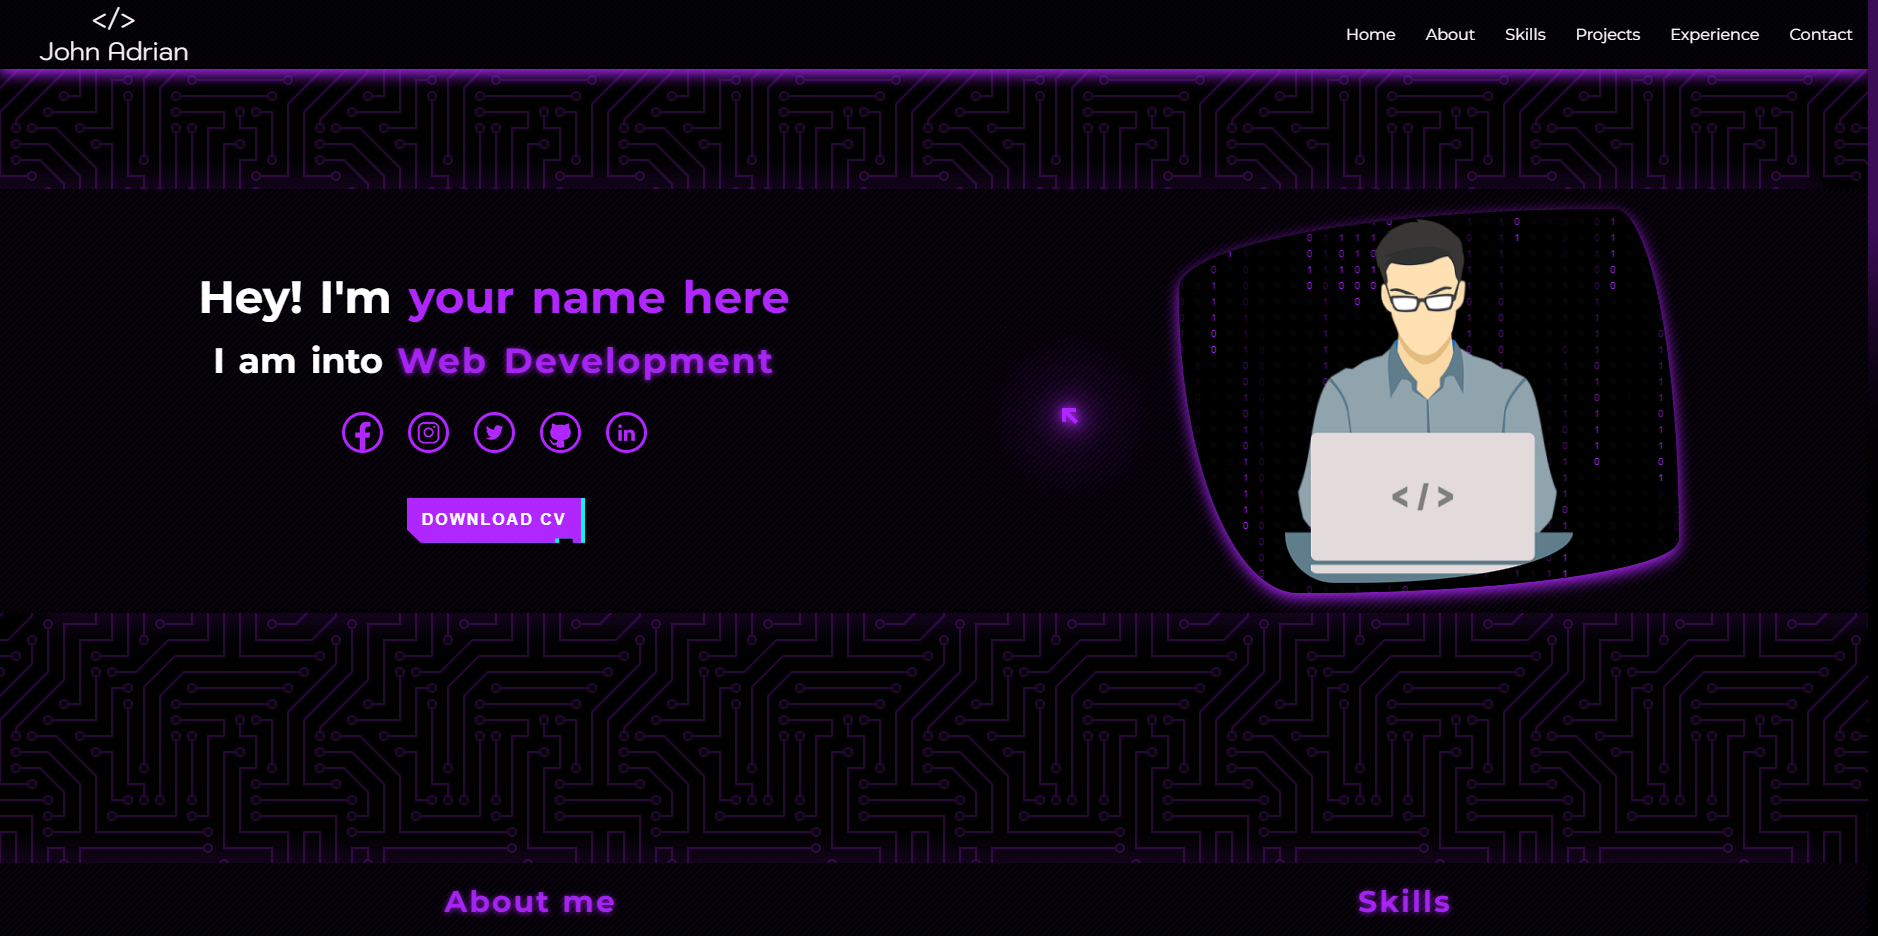 </>
John Adrian
Home About Skills Projects Experience Contact
Hey! I'm your name here
I am into Web Development
DOWNLOAD CV
</>
About me
Skills